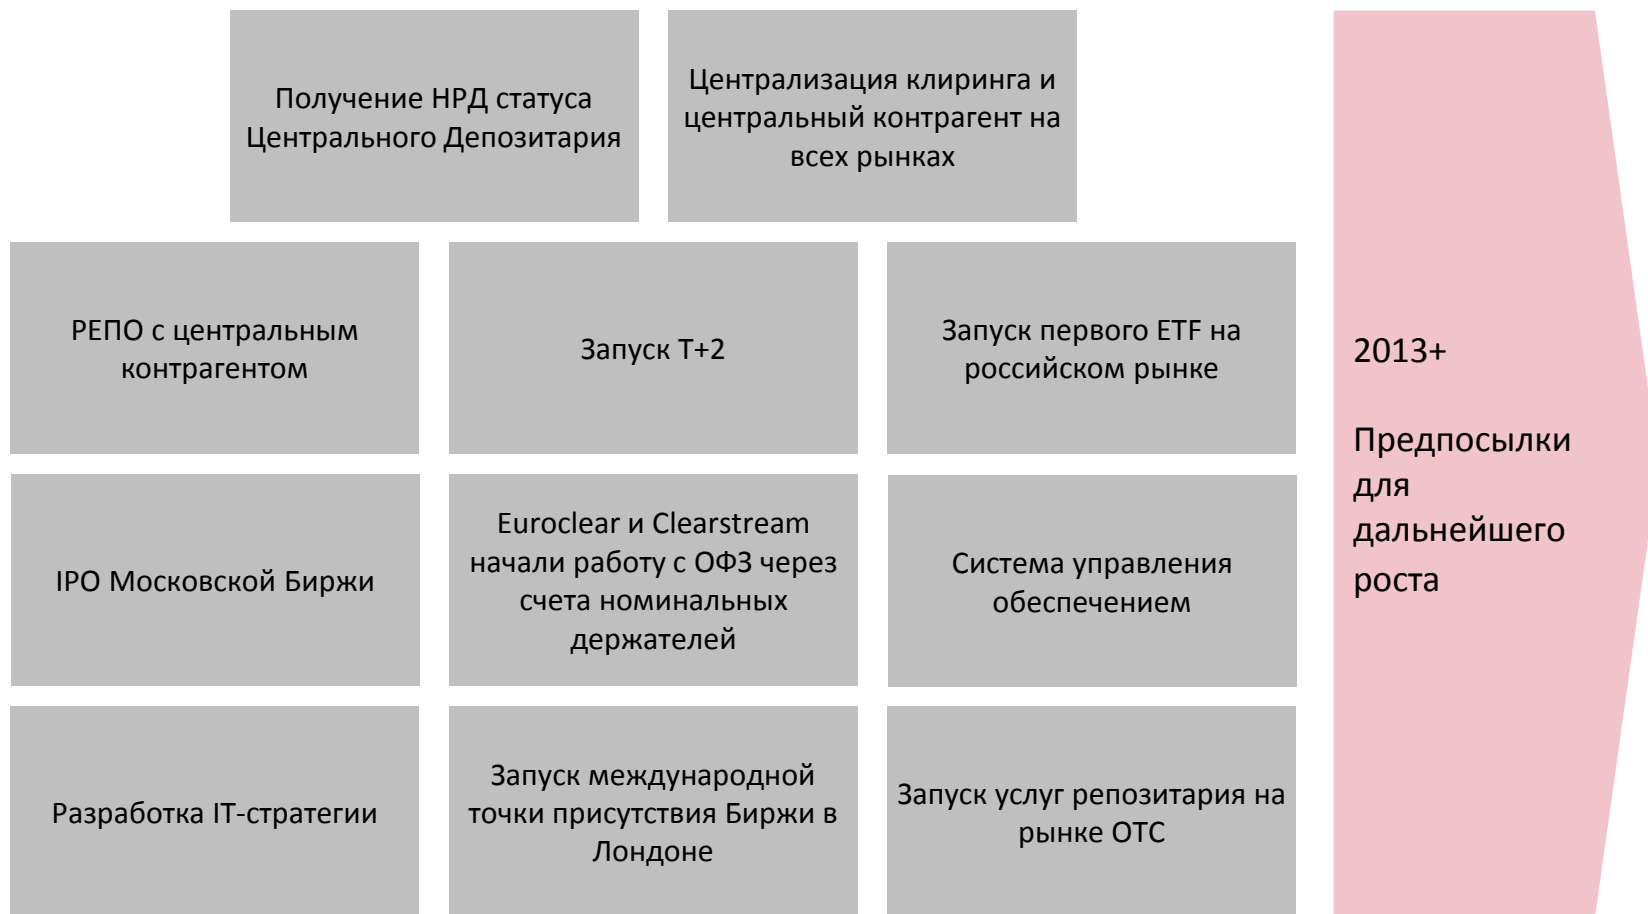 Получение НРД статуса
Центрального Депозитария
Централизация клиринга и
центральный контрагент на
всех рынках
РЕПО с центральным
контрагентом
Запуск Т+2
Запуск первого ETF на
российском рынке
IPO Московской Биржи
Euroclear и Clearstream
начали работу с ОФЗ через
счета номинальных
держателей
Система управления
обеспечением
Разработка IT-стратегии
Запуск международной
точки присутствия Биржи в
Лондоне
Запуск услуг репозитария на
рынке ОТС
2013+
Предпосылки
для
дальнейшего
роста